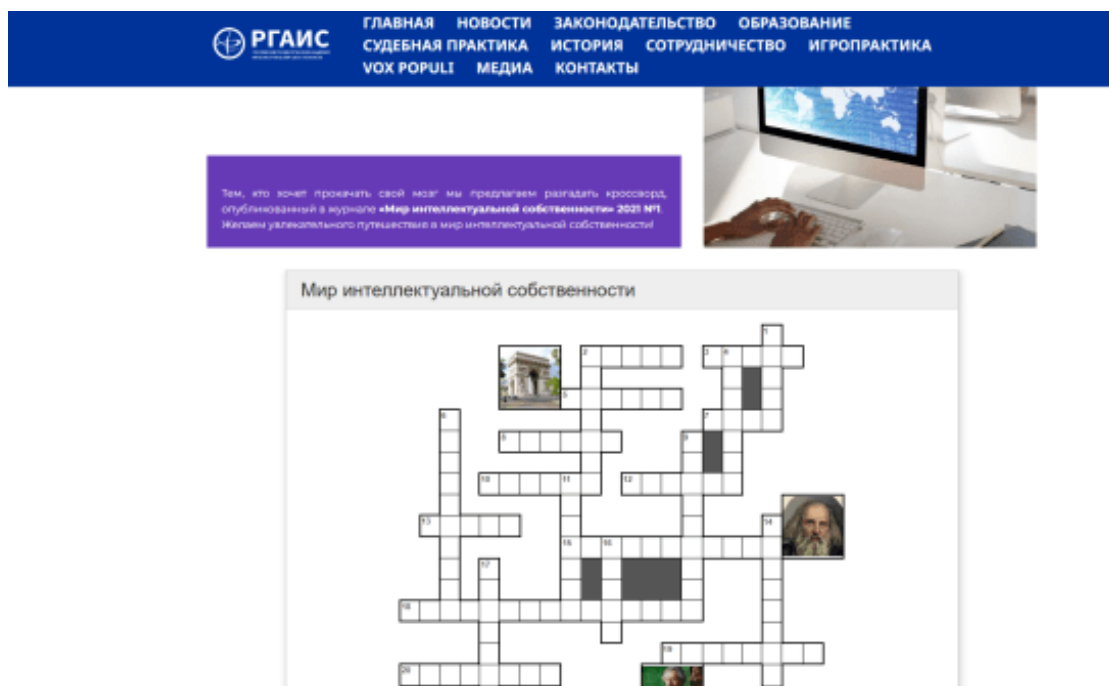 РГАИС
ГЛАВНАЯ НОВОСТИ ЗАКОНОДАТЕЛЬСТВО ОБРАЗОВАНИЕ
СУДЕБНАЯ ПРАКТИКА ИСТОРИЯ СОТРУДНИЧЕСТВО ИГРОПРАКТИКА
VOX POPULI МЕДИА КОНТАКТЫ
Тем, кто хочет прокачать свой мозг мы предлагаем разгадать кроссворд,
опубликованный в журнале «Мир интеллектуальной собственности» 2021 №1.
Желаем увлекательного путешествия в мир интеллектуальной собственности!
Мир интеллектуальной собственности
1
2
3
4
5
7
9
10
11
12
13
14
15
16
17
18
19
20